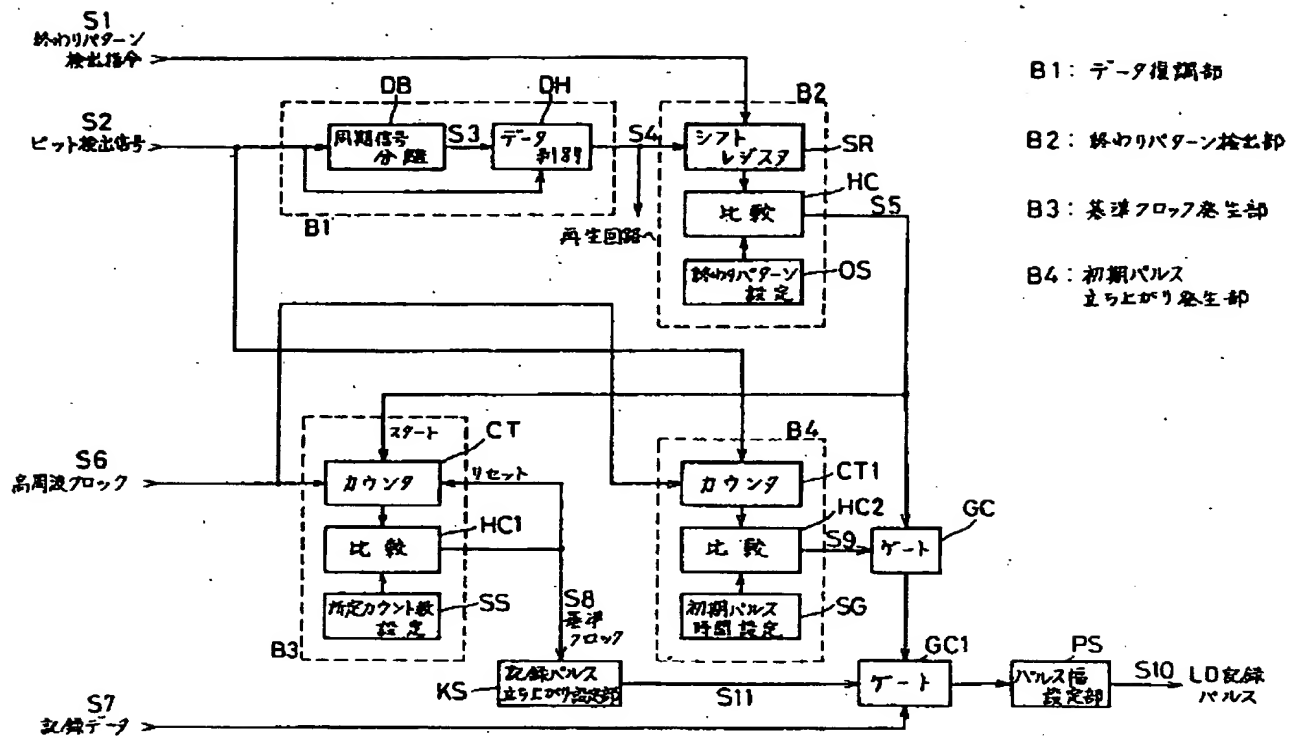 S1
終わりパターン
検出指令
S2
ピット検出信号
DB
DH
同期信号
分離
S3
データ
判別
B1
S4
再生回路へ
B2
シフト
レジスタ
SR
比較
HC
S5
終わりパターン
設定
OS
B1: データ復調部
B2: 終わりパターン検出部
B3: 基準クロック発生部
B4: 初期パルス
立ち上がり発生部
S6
高周波クロック
スタート
CT
リセット
カウンタ
比較
HC1
所定カウント数
設定
SS
B3
S8
基準
クロック
B4
カウンタ
CT1
比較
HC2
S9
初期パルス
時間設定
SG
ゲート
GC
KS
記録パルス
立ち上がり設定部
S11
GC1
ゲート
PS
パルス幅
設定部
S10
LD記録
パルス
S7
記録データ